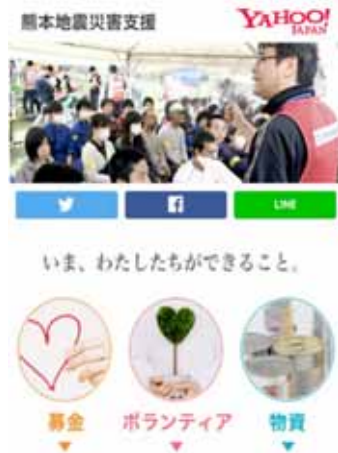 熊本地震災害支援
YAHOO!
JAPAN
LINE
いま、わたしたちができること。
募金
ボランティア
物資